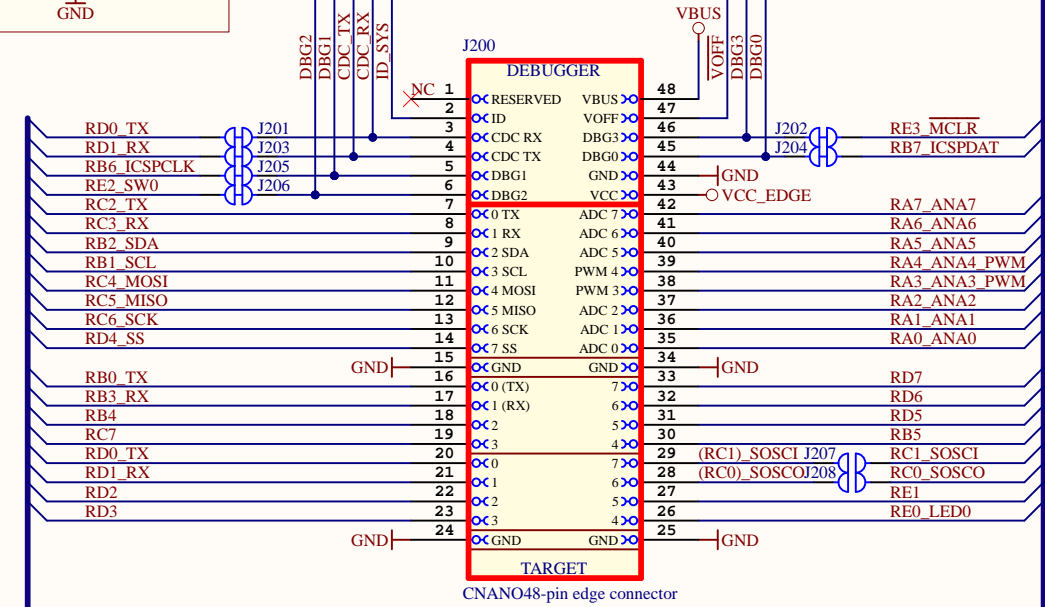 GND
DBG2
DBG1
CDC_TX
CDC_RX
ID_SYS
VBUS
VOFF
DBG3
DBG0
J200
DEBUGGER
NC 1 RESERVED VBUS 48
2 ID VOFF 47
RD0_TX J201 3 CDC RX DBG3 46 J202 RE3_MCLR
RD1_RX J203 4 CDC TX DBG0 45 J204 RB7_ICSPDAT
RB6_ICSPCLK J205 5 DBG1 GND 44 GND
RE2_SW0 J206 6 DBG2 VCC 43 VCC_EDGE
RC2_TX 7 0 TX ADC 7 42 RA7_ANA7
RC3_RX 8 1 RX ADC 6 41 RA6_ANA6
RB2_SDA 9 2 SDA ADC 5 40 RA5_ANA5
RB1_SCL 10 3 SCL PWM 4 39 RA4_ANA4_PWM
RC4_MOSI 11 4 MOSI PWM 3 38 RA3_ANA3_PWM
RC5_MISO 12 5 MISO ADC 2 37 RA2_ANA2
RC6_SCK 13 6 SCK ADC 1 36 RA1_ANA1
RD4_SS 14 7 SS ADC 0 35 RA0_ANA0
GND 15 GND GND 34 GND
RB0_TX 16 0 (TX) 7 33 RD7
RB3_RX 17 1 (RX) 6 32 RD6
RB4 18 2 5 31 RD5
RC7 19 3 4 30 RB5
RD0_TX 20 0 7 29 (RC1)_SOSCI J207 RC1_SOSCI
RD1_RX 21 1 6 28 (RC0)_SOSCO J208 RC0_SOSCO
RD2 22 2 5 27 RE1
RD3 23 3 4 26 RE0_LED0
GND 24 GND GND 25 GND
TARGET
CNANO48-pin edge connector